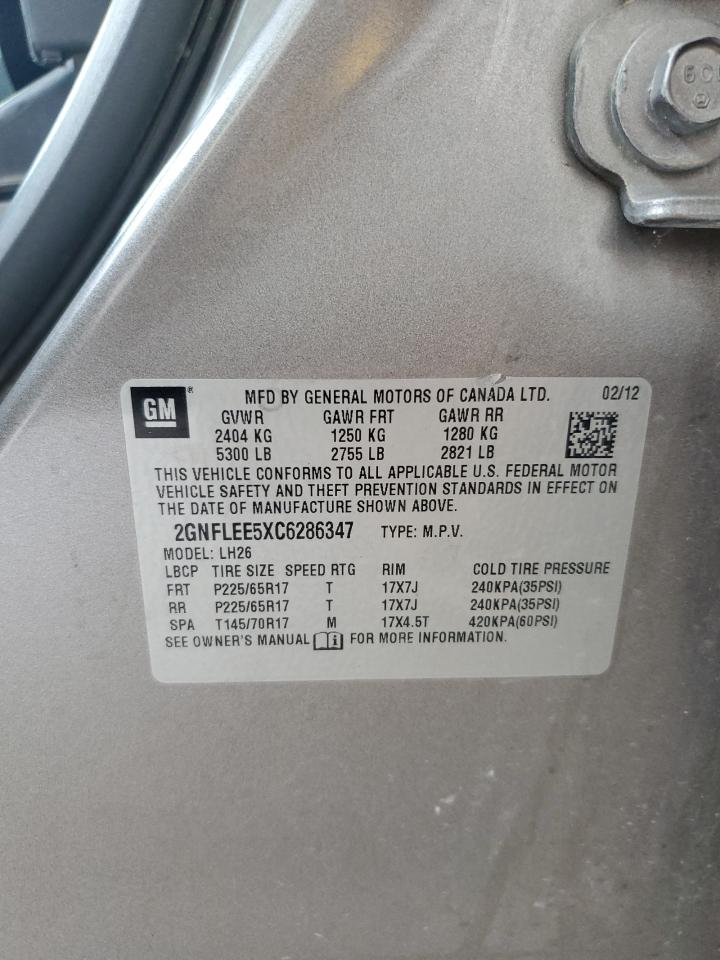 6C
GM ® MFD BY GENERAL MOTORS OF CANADA LTD. 02/12
GVWR GAWR FRT GAWR RR
2404 KG 1250 KG 1280 KG
5300 LB 2755 LB 2821 LB
THIS VEHICLE CONFORMS TO ALL APPLICABLE U.S. FEDERAL MOTOR
VEHICLE SAFETY AND THEFT PREVENTION STANDARDS IN EFFECT ON
THE DATE OF MANUFACTURE SHOWN ABOVE.
2GNFLEE5XC6286347 TYPE: M.P.V.
MODEL: LH26
LBCP TIRE SIZE SPEED RTG RIM COLD TIRE PRESSURE
FRT P225/65R17 T 17X7J 240KPA(35PSI)
RR P225/65R17 T 17X7J 240KPA(35PSI)
SPA T145/70R17 M 17X4.5T 420KPA(60PSI)
SEE OWNER'S MANUAL i FOR MORE INFORMATION.